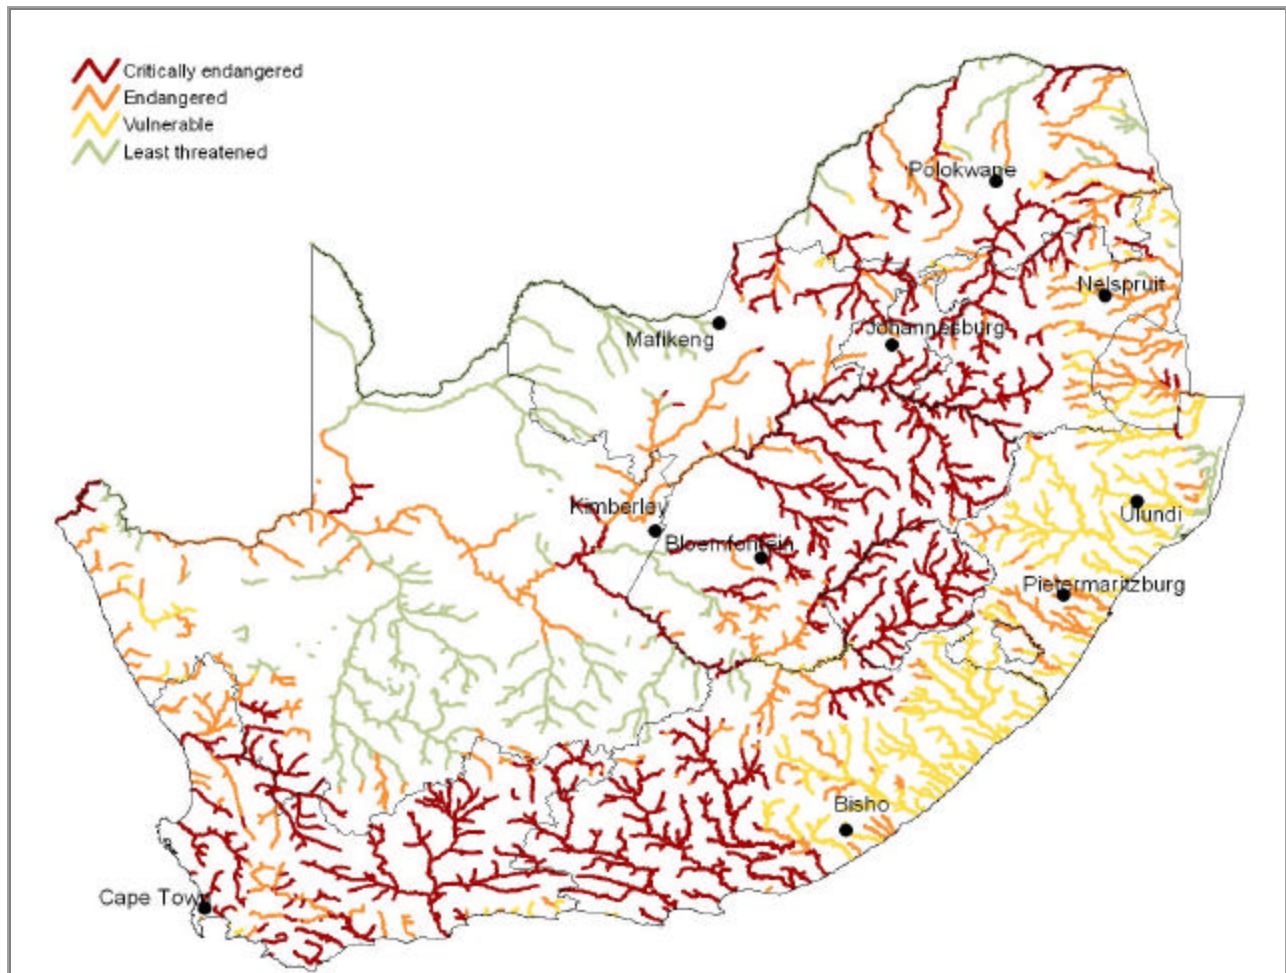 Critically endangered
Endangered
Vulnerable
Least threatened
Polokwane
Nelspruit
Mafikeng
Johannesburg
Kimberley
Ulundi
Bloemfontein
Pietermaritzburg
Bisho
Cape Town